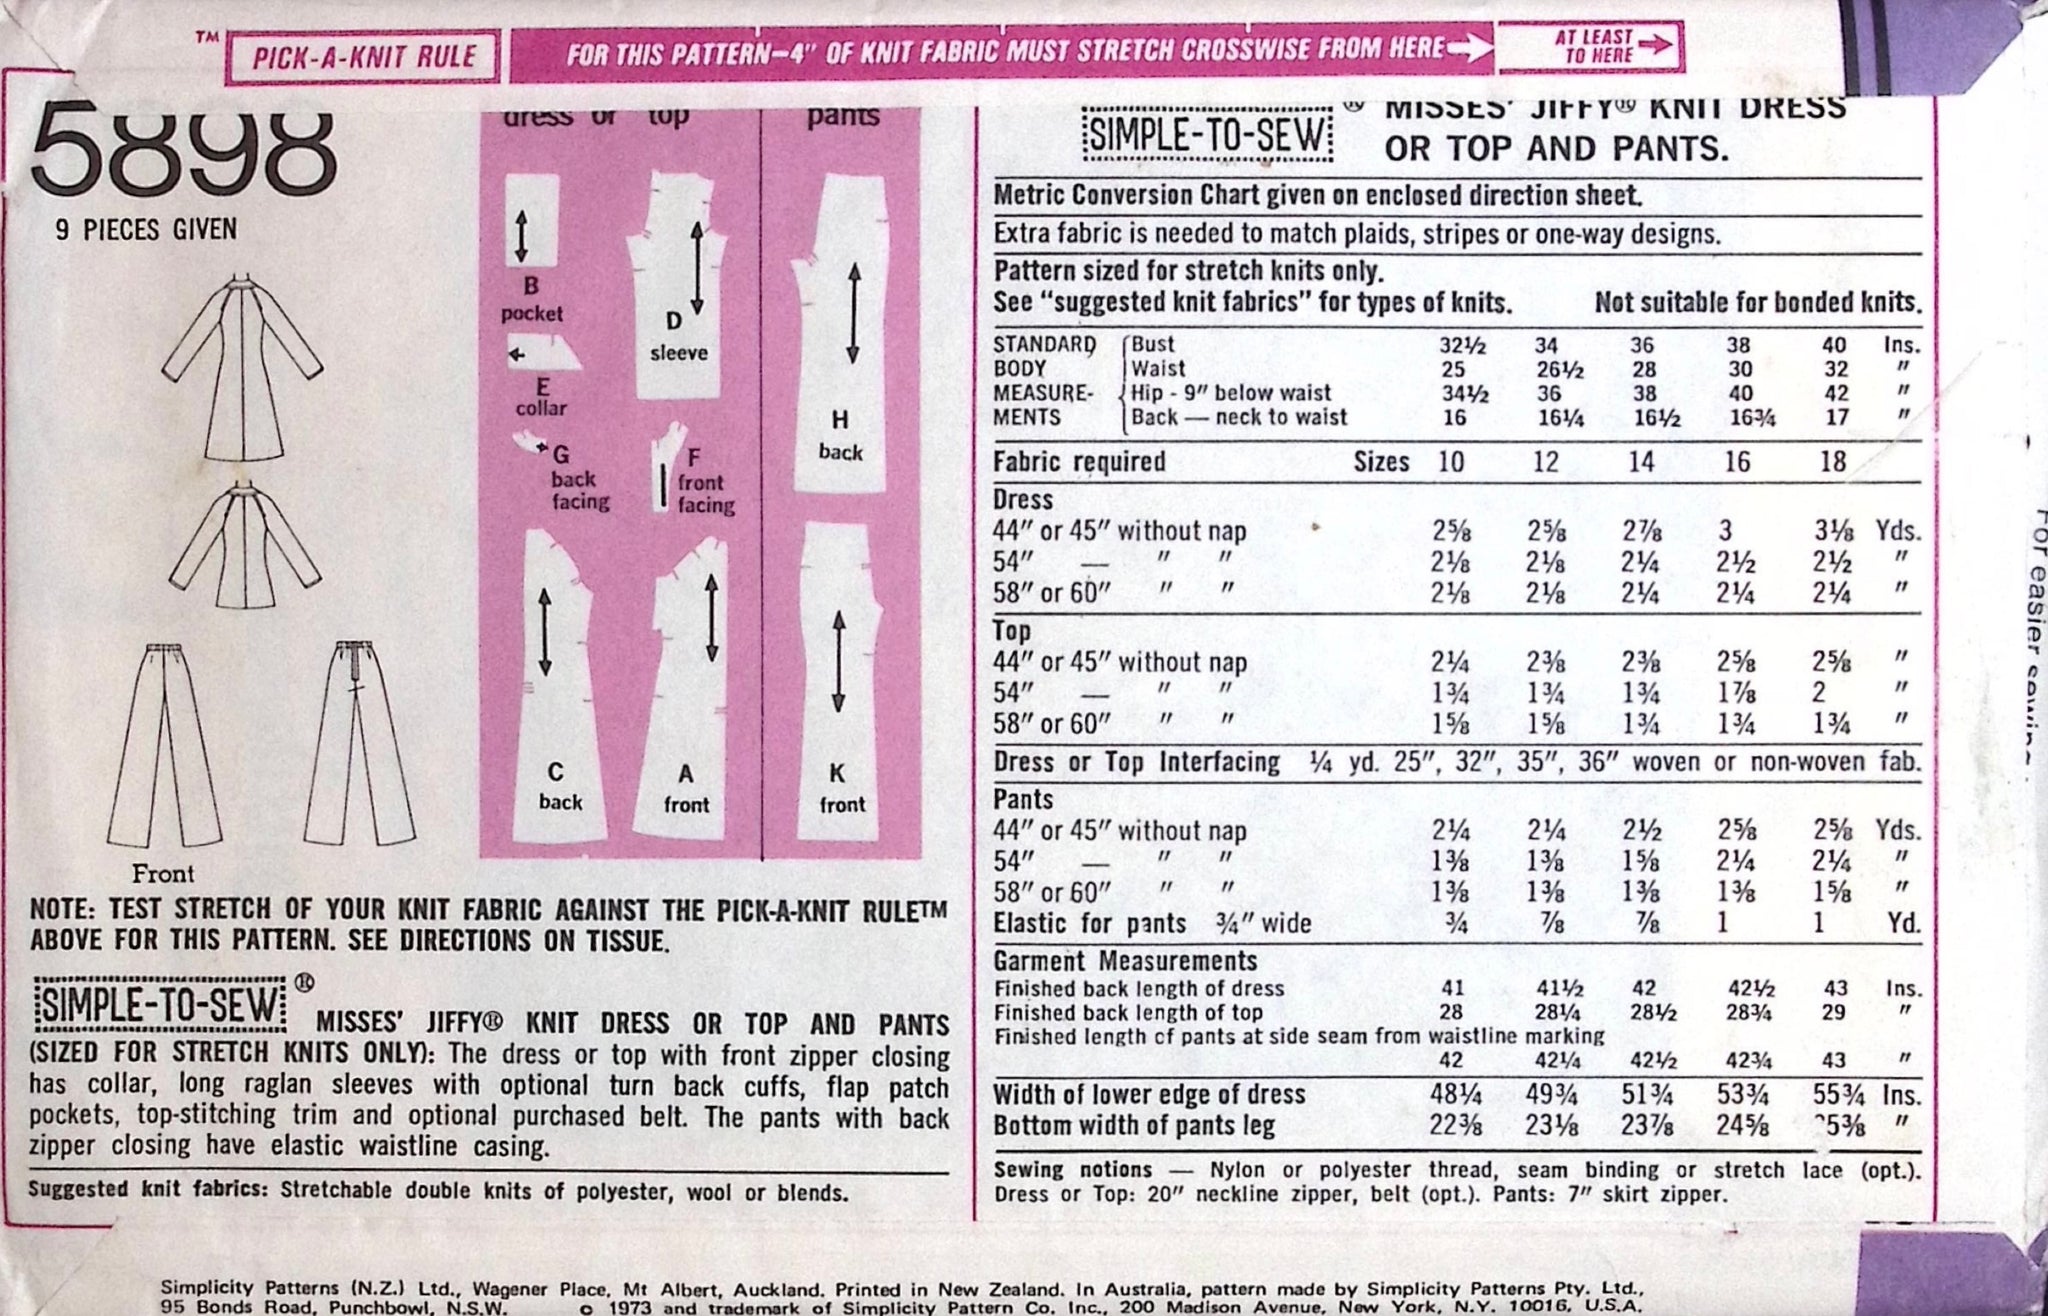 TM PICK-A-KNIT RULE
FOR THIS PATTERN–4" OF KNIT FABRIC MUST STRETCH CROSSWISE FROM HERE
AT LEAST
TO HERE
5898
9 PIECES GIVEN
Front
dress or top
pants
B
pocket
D
sleeve
E
collar
H
back
G
back
facing
F
front
facing
C
back
A
front
K
front
NOTE: TEST STRETCH OF YOUR KNIT FABRIC AGAINST THE PICK-A-KNIT RULE™
ABOVE FOR THIS PATTERN. SEE DIRECTIONS ON TISSUE.
SIMPLE-TO-SEW® MISSES' JIFFY® KNIT DRESS OR TOP AND PANTS
(SIZED FOR STRETCH KNITS ONLY): The dress or top with front zipper closing
has collar, long raglan sleeves with optional turn back cuffs, flap patch
pockets, top-stitching trim and optional purchased belt. The pants with back
zipper closing have elastic waistline casing.
Suggested knit fabrics: Stretchable double knits of polyester, wool or blends.
SIMPLE-TO-SEW® MISSES' JIFFY® KNIT DRESS
OR TOP AND PANTS.
Metric Conversion Chart given on enclosed direction sheet.
Extra fabric is needed to match plaids, stripes or one-way designs.
Pattern sized for stretch knits only.
See "suggested knit fabrics" for types of knits. Not suitable for bonded knits.
STANDARD Bust 32½ 34 36 38 40 Ins.
BODY Waist 25 26½ 28 30 32 "
MEASURE- Hip - 9" below waist 34½ 36 38 40 42 "
MENTS Back — neck to waist 16 16¼ 16½ 16¾ 17 "
Fabric required Sizes 10 12 14 16 18
Dress
44" or 45" without nap 2⅝ 2⅝ 2⅞ 3 3⅛ Yds.
54" — " " 2⅛ 2⅛ 2¼ 2½ 2½ "
58" or 60" " " 2⅛ 2⅛ 2¼ 2¼ 2¼ "
Top
44" or 45" without nap 2¼ 2⅜ 2⅜ 2⅝ 2⅝ "
54" — " " 1¾ 1¾ 1¾ 1⅞ 2 "
58" or 60" " " 1⅝ 1⅝ 1¾ 1¾ 1¾ "
Dress or Top Interfacing ¼ yd. 25", 32", 35", 36" woven or non-woven fab.
Pants
44" or 45" without nap 2¼ 2¼ 2½ 2⅝ 2⅝ Yds.
54" — " " 1⅜ 1⅜ 1⅝ 2¼ 2¼ "
58" or 60" " " 1⅜ 1⅜ 1⅜ 1⅜ 1⅝ "
Elastic for pants ¾" wide ¾ ⅞ ⅞ 1 1 Yd.
Garment Measurements
Finished back length of dress 41 41½ 42 42½ 43 Ins.
Finished back length of top 28 28¼ 28½ 28¾ 29 "
Finished length of pants at side seam from waistline marking
42 42¼ 42½ 42¾ 43 "
Width of lower edge of dress 48¼ 49¾ 51¾ 53¾ 55¾ Ins.
Bottom width of pants leg 22⅜ 23⅛ 23⅞ 24⅝ 5⅜ "
Sewing notions — Nylon or polyester thread, seam binding or stretch lace (opt.).
Dress or Top: 20" neckline zipper, belt (opt.). Pants: 7" skirt zipper.
For easier sewing
Simplicity Patterns (N.Z.) Ltd., Wagener Place, Mt Albert, Auckland. Printed in New Zealand. In Australia, pattern made by Simplicity Patterns Pty. Ltd.,
95 Bonds Road, Punchbowl, N.S.W. © 1973 and trademark of Simplicity Pattern Co. Inc., 200 Madison Avenue, New York, N.Y. 10016, U.S.A.